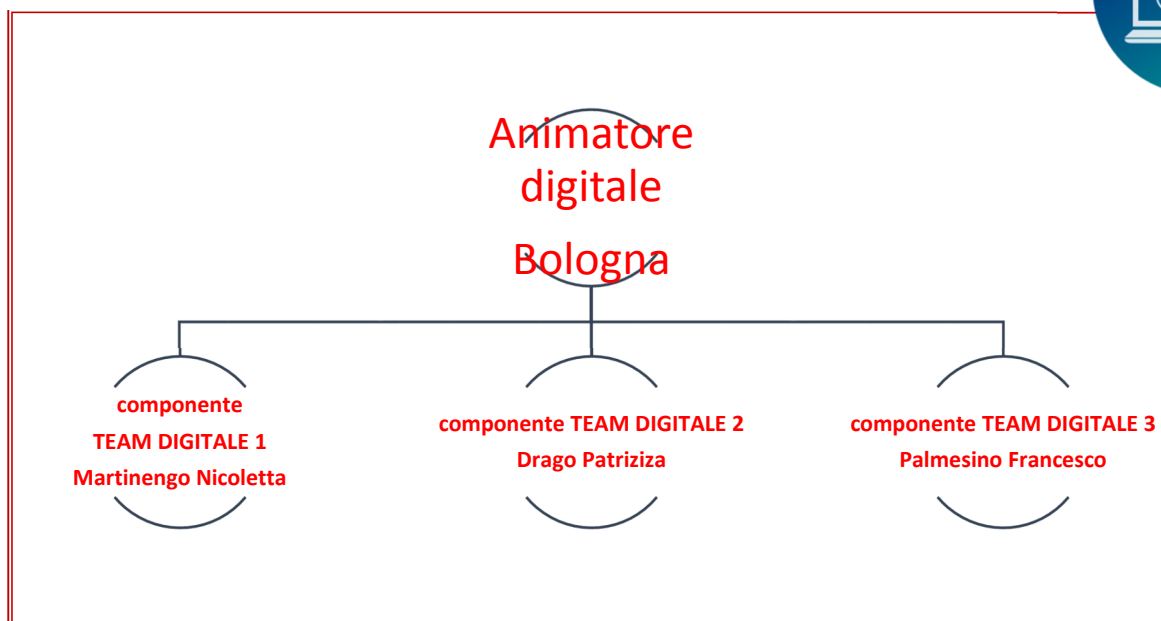 Animatore
digitale
Bologna
componente
TEAM DIGITALE 1
Martinengo Nicoletta
componente TEAM DIGITALE 2
Drago Patriziza
componente TEAM DIGITALE 3
Palmesino Francesco